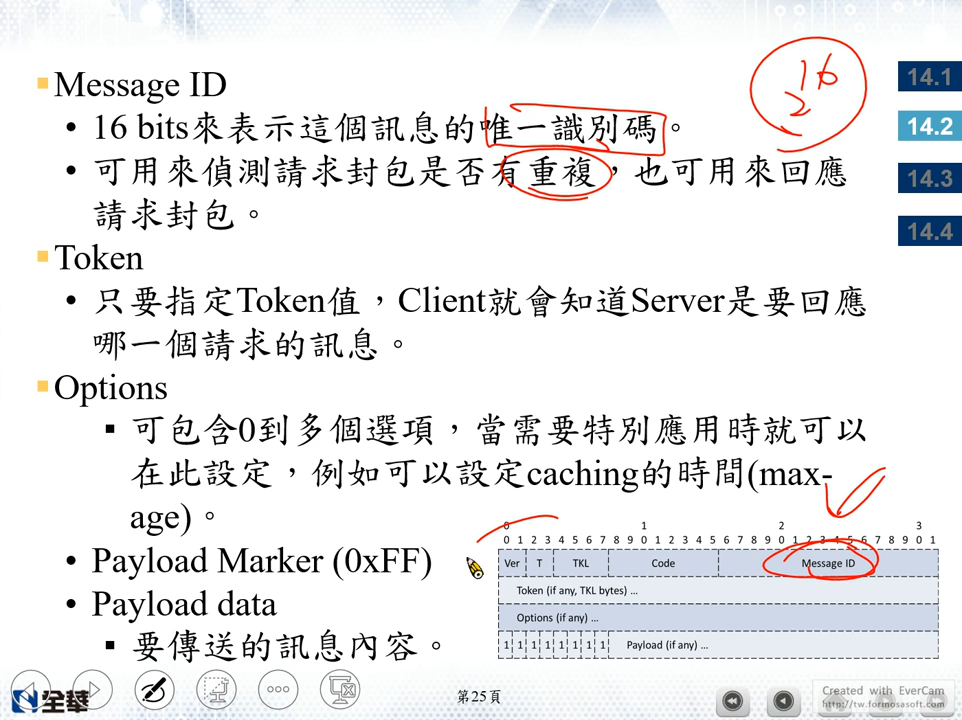 Message ID
16
2
• 16 bits來表示這個訊息的唯一識別碼。
• 可用來偵測請求封包是否有重複，也可用來回應
請求封包。
Token
• 只要指定Token值，Client就會知道Server是要回應
哪一個請求的訊息。
Options
▪ 可包含0到多個選項，當需要特別應用時就可以
在此設定，例如可以設定caching的時間(max-
age)。
• Payload Marker (0xFF)
• Payload data
▪ 要傳送的訊息內容。
14.1
14.2
14.3
14.4
0 1 2 3
0 1 2 3 4 5 6 7 8 9 0 1 2 3 4 5 6 7 8 9 0 1 2 3 4 5 6 7 8 9 0 1
Ver T TKL Code Message ID
Token (if any, TKL bytes) ...
Options (if any) ...
1 1 1 1 1 1 1 1 Payload (if any) ...
全華
第25頁
Created with EverCam
http://tw.formosasoft.com